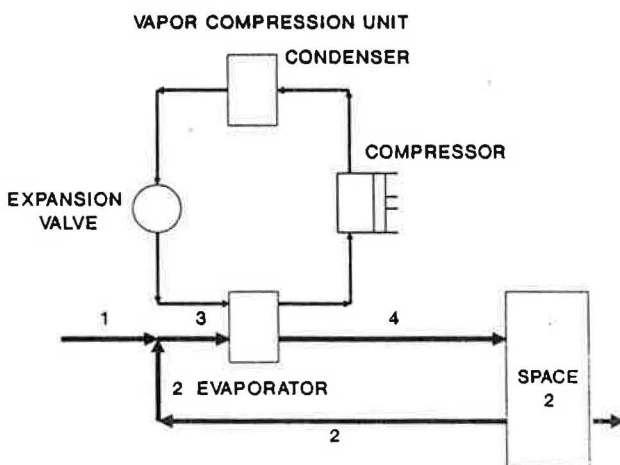 VAPOR COMPRESSION UNIT
CONDENSER
COMPRESSOR
EXPANSION
VALVE
1
3
4
2 EVAPORATOR
SPACE
2
2